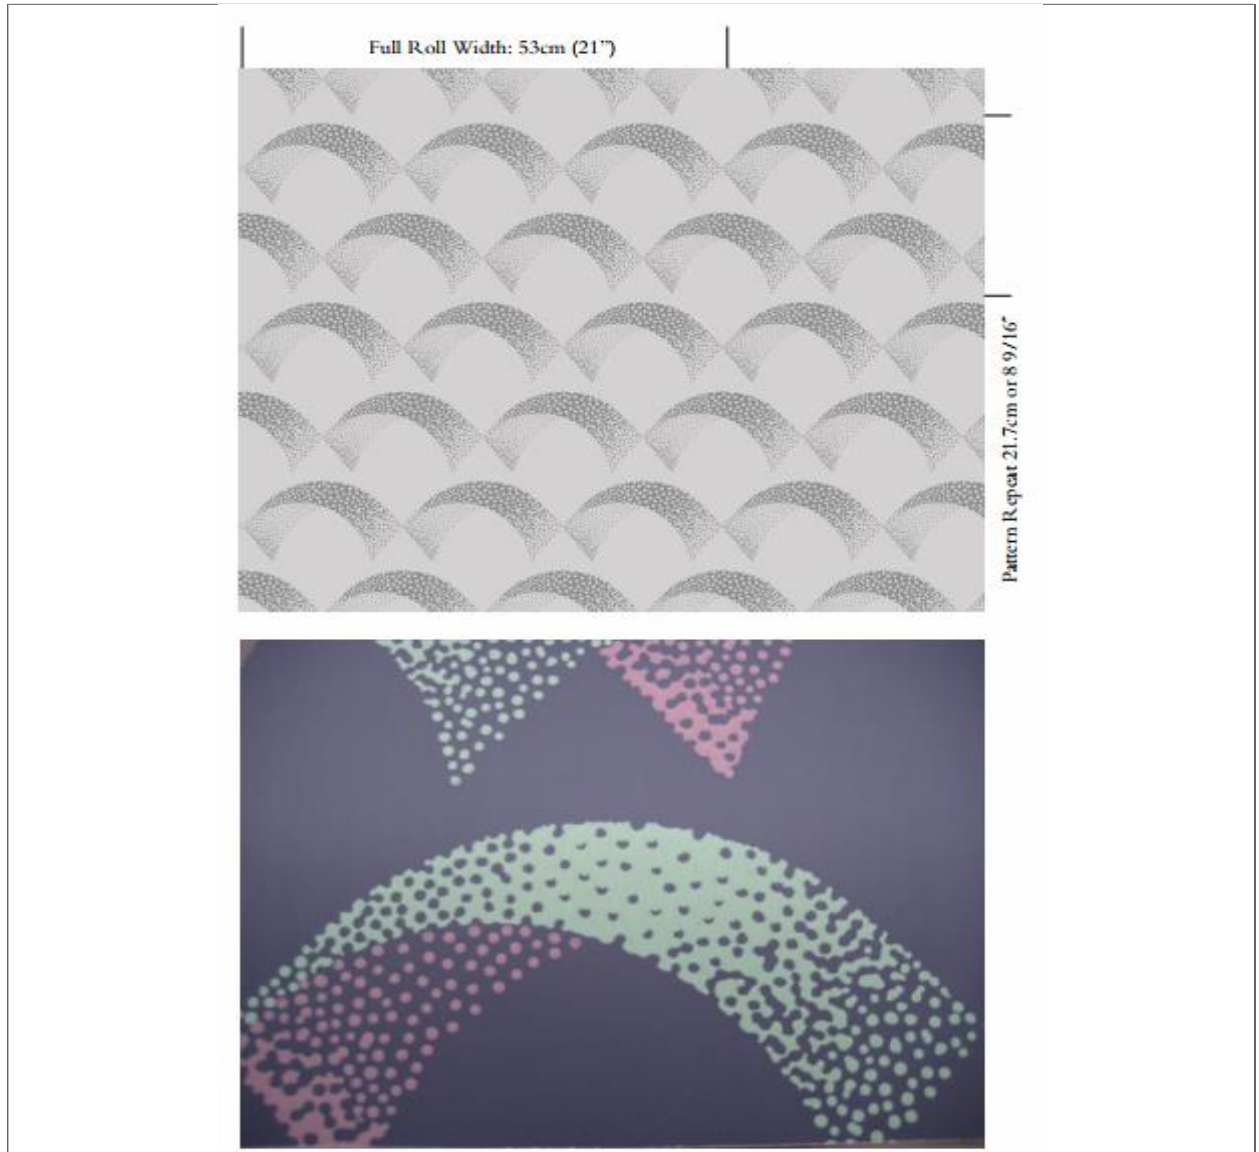 Full Roll Width: 53cm (21”)
Pattern Repeat 21.7cm or 8 9/16”